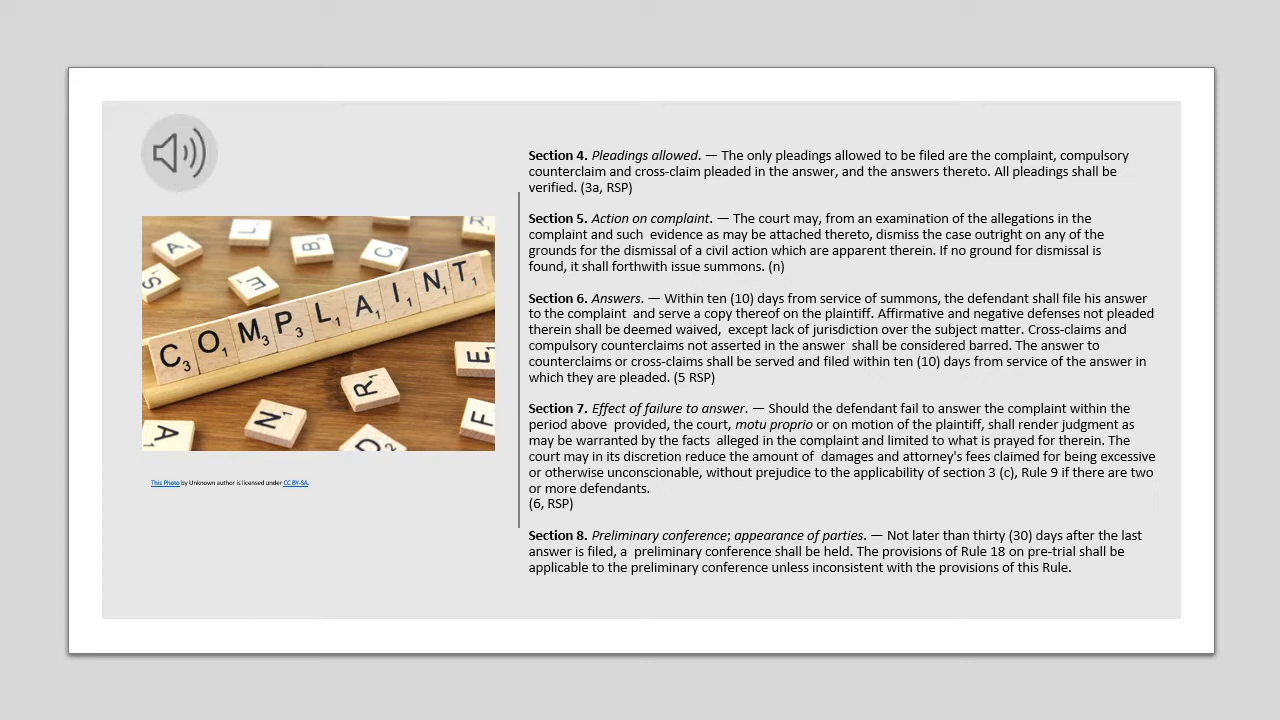 Section 4. Pleadings allowed. — The only pleadings allowed to be filed are the complaint, compulsory
counterclaim and cross-claim pleaded in the answer, and the answers thereto. All pleadings shall be
verified. (3a, RSP)
Section 5. Action on complaint. — The court may, from an examination of the allegations in the
complaint and such evidence as may be attached thereto, dismiss the case outright on any of the
grounds for the dismissal of a civil action which are apparent therein. If no ground for dismissal is
found, it shall forthwith issue summons. (n)
Section 6. Answers. — Within ten (10) days from service of summons, the defendant shall file his answer
to the complaint and serve a copy thereof on the plaintiff. Affirmative and negative defenses not pleaded
therein shall be deemed waived, except lack of jurisdiction over the subject matter. Cross-claims and
compulsory counterclaims not asserted in the answer shall be considered barred. The answer to
counterclaims or cross-claims shall be served and filed within ten (10) days from service of the answer in
which they are pleaded. (5 RSP)
Section 7. Effect of failure to answer. — Should the defendant fail to answer the complaint within the
period above provided, the court, motu proprio or on motion of the plaintiff, shall render judgment as
may be warranted by the facts alleged in the complaint and limited to what is prayed for therein. The
court may in its discretion reduce the amount of damages and attorney's fees claimed for being excessive
or otherwise unconscionable, without prejudice to the applicability of section 3 (c), Rule 9 if there are two
or more defendants.
(6, RSP)
Section 8. Preliminary conference; appearance of parties. — Not later than thirty (30) days after the last
answer is filed, a preliminary conference shall be held. The provisions of Rule 18 on pre-trial shall be
applicable to the preliminary conference unless inconsistent with the provisions of this Rule.
L
R
A
B
C
S
E
C3 O1 M3 P3 L1 A1 I1 N1 T1
E
R1
N1
F
A
D2
This Photo by Unknown author is licensed under CC BY-SA.